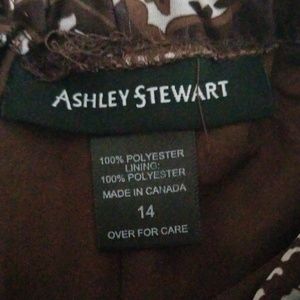 ASHLEY STEWART
100% POLYESTER
LINING:
100% POLYESTER
MADE IN CANADA
14
OVER FOR CARE